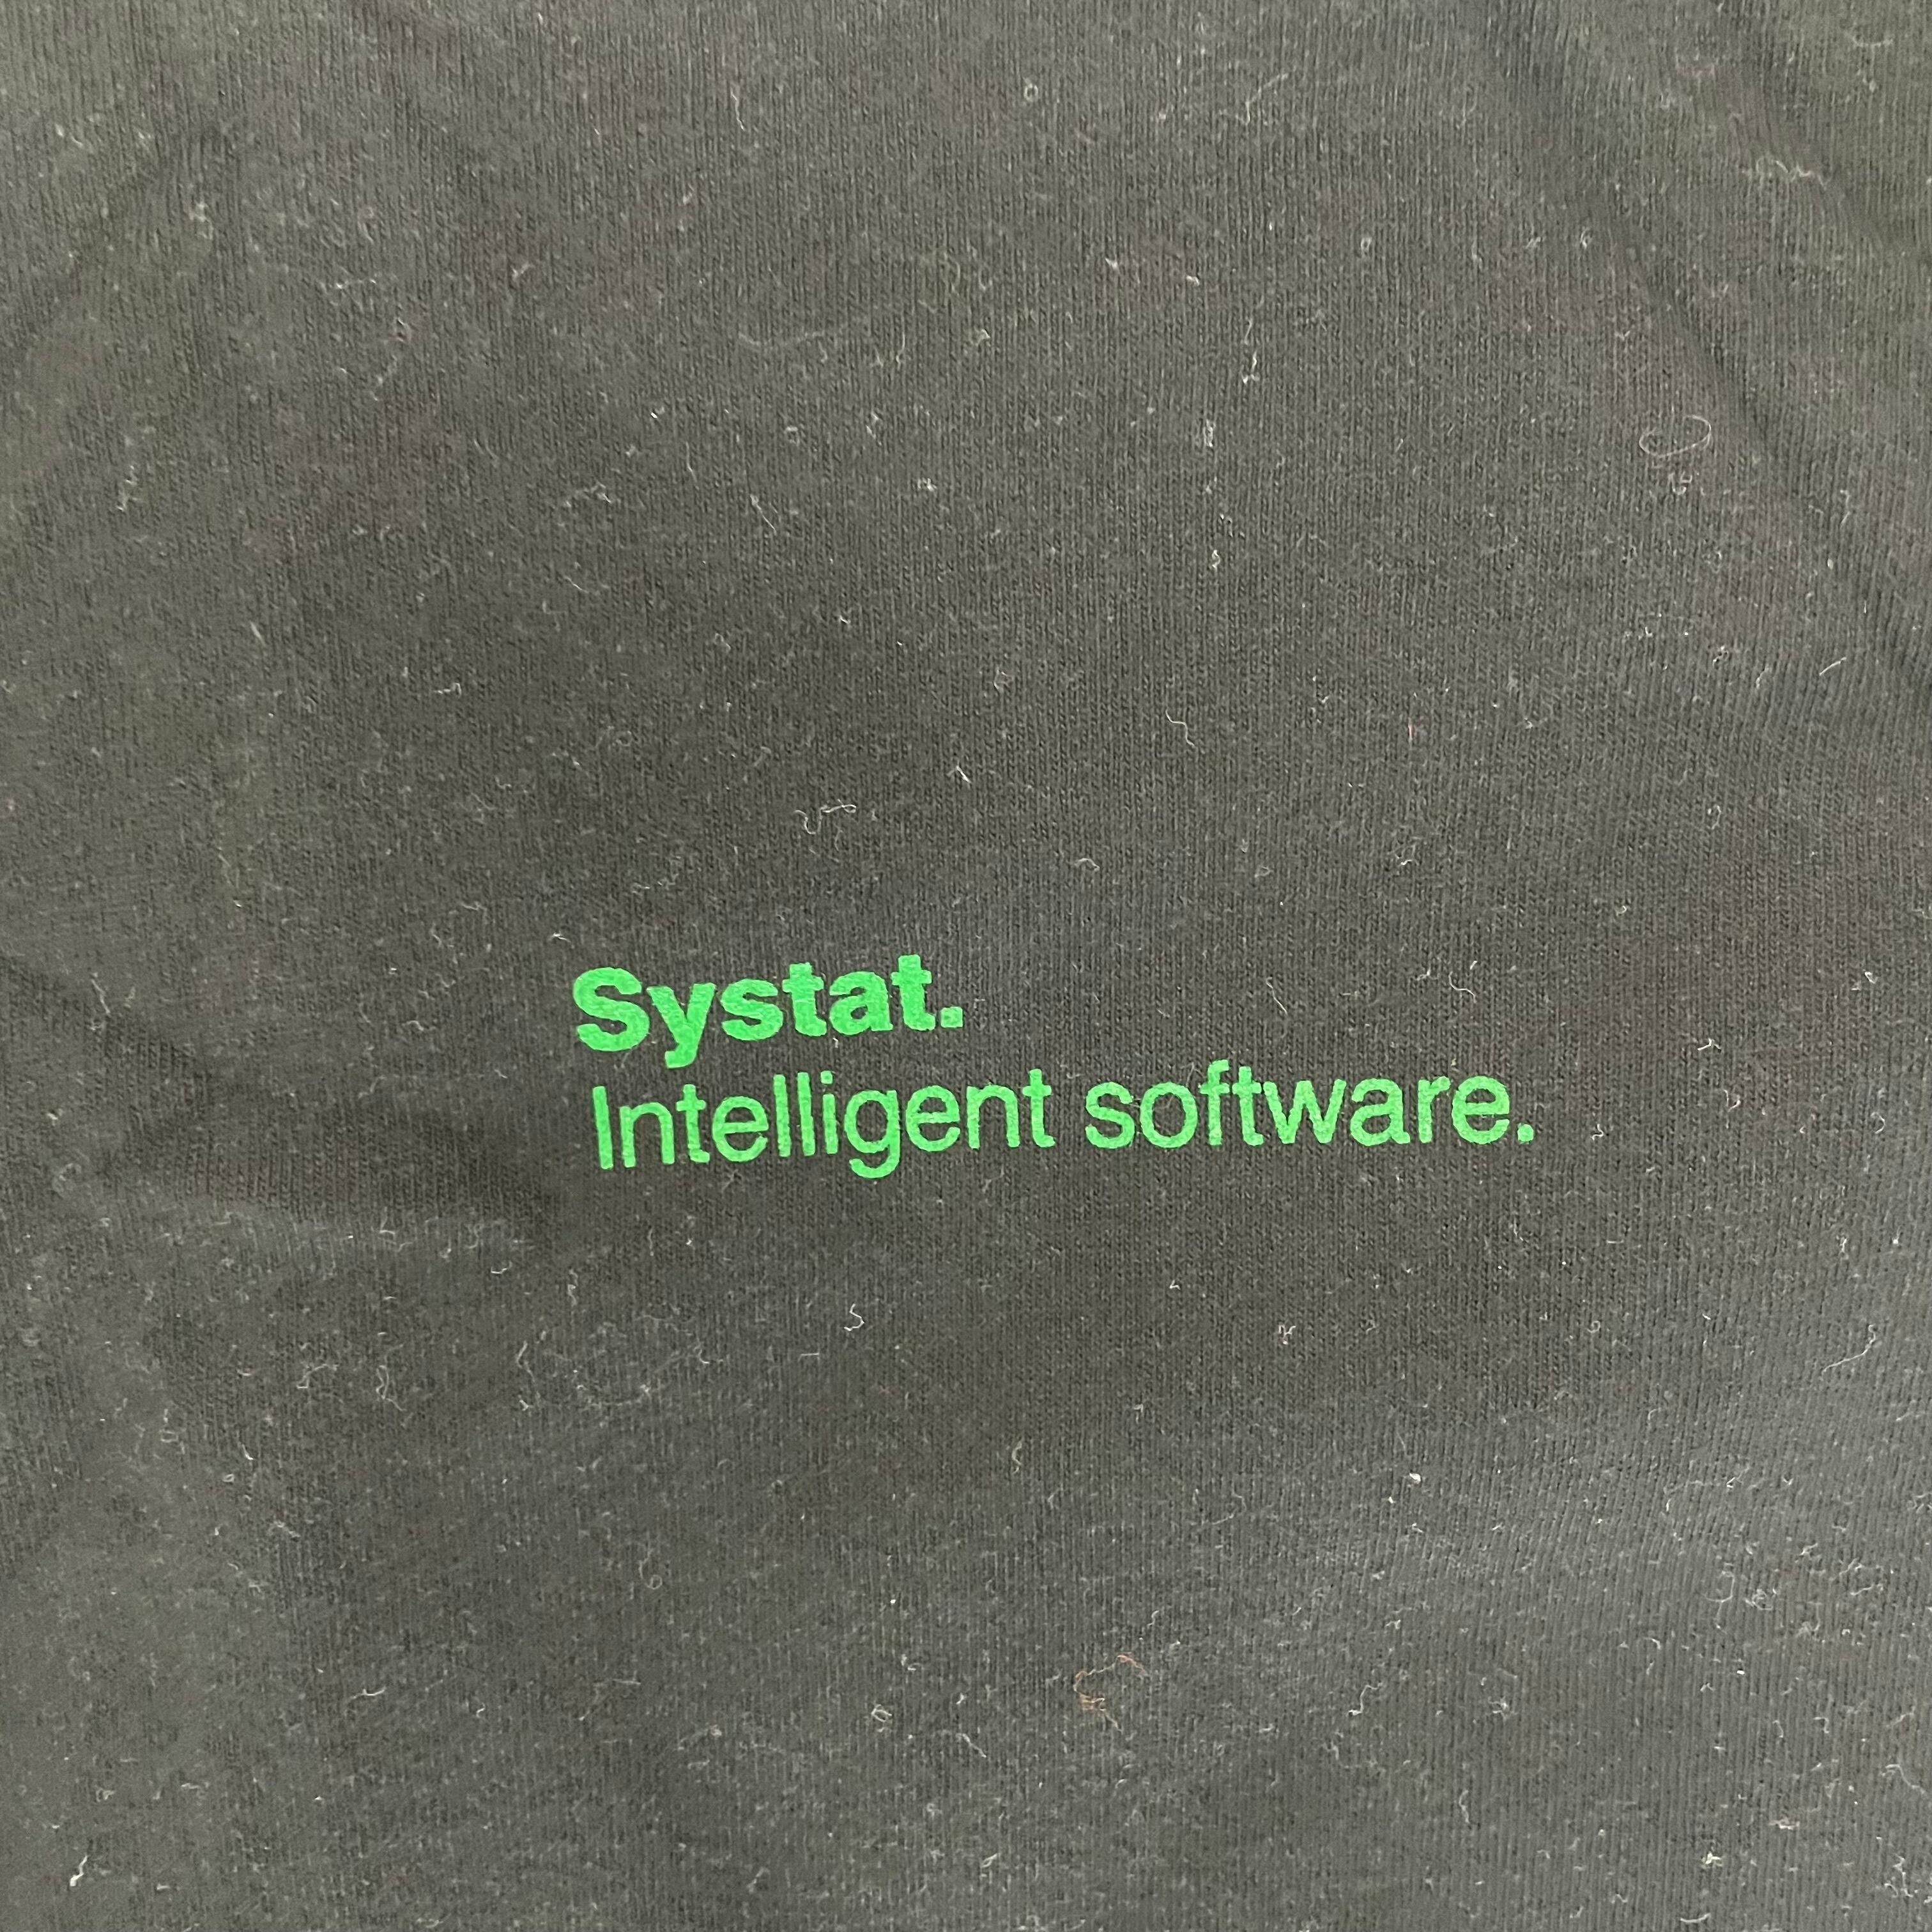 Systat.
Intelligent software.